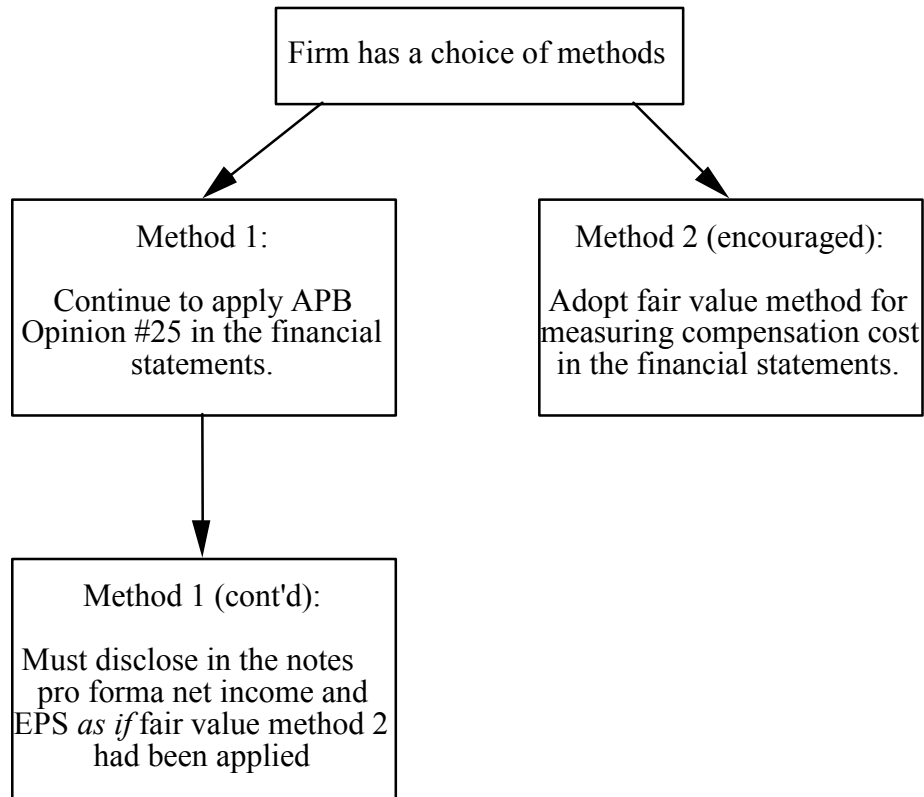 Firm has a choice of methods
Method 1:
Continue to apply APB
Opinion #25 in the financial
statements.
Method 2 (encouraged):
Adopt fair value method for
measuring compensation cost
in the financial statements.
Method 1 (cont'd):
Must disclose in the notes
pro forma net income and
EPS as if fair value method 2
had been applied